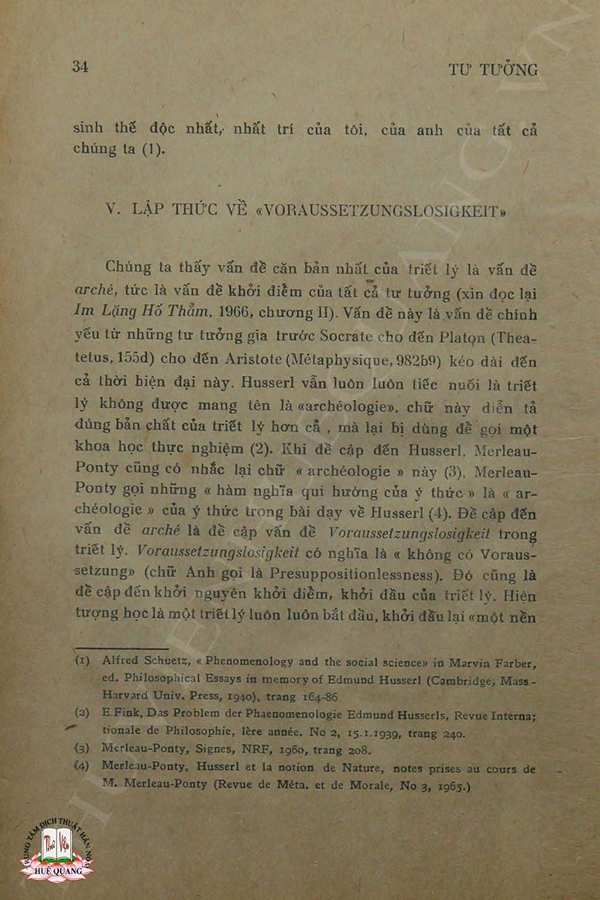 34 TƯ TƯỞNG
sinh thế độc nhất, nhất trí của tôi, của anh của tất cả
chúng ta (1).
V. LẬP THỨC VỀ «VORAUSSETZUNGSLOSIGKEIT»
Chúng ta thấy vấn đề căn bản nhất của triết lý là vấn đề
arché, tức là vấn đề khởi điểm của tất cả tư tưởng (xin đọc lại
Im Lặng Hố Thẳm, 1966, chương II). Vấn đề này là vấn đề chính
yếu từ những tư tưởng gia trước Socrate cho đến Platon (Thea-
tetus, 155d) cho đến Aristote (Métaphysique, 982b9) kéo dài đến
cả thời hiện đại này. Husserl vẫn luôn luôn tiếc nuối là triết
lý không được mang tên là «archéologie», chữ này diễn tả
đúng bản chất của triết lý hơn cả , mà lại bị dùng để gọi một
khoa học thực nghiệm (2). Khi đề cập đến Husserl, Merleau-
Ponty cũng có nhắc lại chữ « archéologie » này (3). Merleau-
Ponty gọi những « hàm nghĩa qui hướng của ý thức » là « ar-
chéologie » của ý thức trong bài dạy về Husserl (4). Đề cập đến
vấn đề arché là đề cập vấn đề Voraussetzungslosigkeit trong
triết lý. Voraussetzungslosigkeit có nghĩa là « không có Voraus-
setzung» (chữ Anh gọi là Presuppositionlessness). Đó cũng là
đề cập đến khởi nguyên khởi điểm, khởi đầu của triết lý. Hiện
tượng học là một triết lý luôn luôn bắt đầu, khởi đầu lại «một nền
(1) Alfred Schuetz, « Phenomenology and the social science» in Marvin Farber,
ed. Philosophical Essays in memory of Edmund Husserl (Cambridge, Mass-
Harvard Univ. Press, 1940), trang 164-86
(2) E.Fink, Das Problem der Phaenomenologie Edmund Husserls, Revue Interna;
tionale de Philosophie, 1ère année, No 2, 15.1.1939, trang 240.
(3) Merleau-Ponty, Signes, NRF, 1960, trang 208.
(4) Merleau-Ponty, Husserl et la notion de Nature, notes prises au cours de
M. Merleau-Ponty (Revue de Méta. et de Morale, No 3, 1965.)
TRUNG TÂM DỊCH THUẬT HÁN NÔM
Thư Viện
HUỆ QUANG